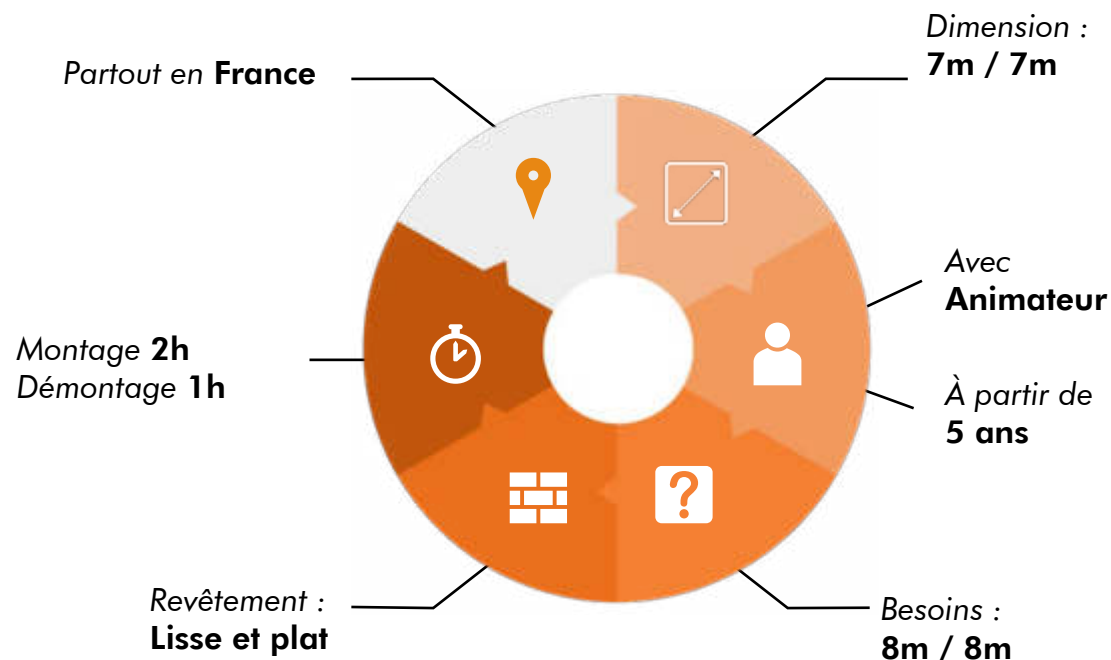 Dimension :
7m / 7m
Partout en France
Avec
Animateur
Montage 2h
Démontage 1h
À partir de
5 ans
?
Revêtement :
Lisse et plat
Besoins :
8m / 8m